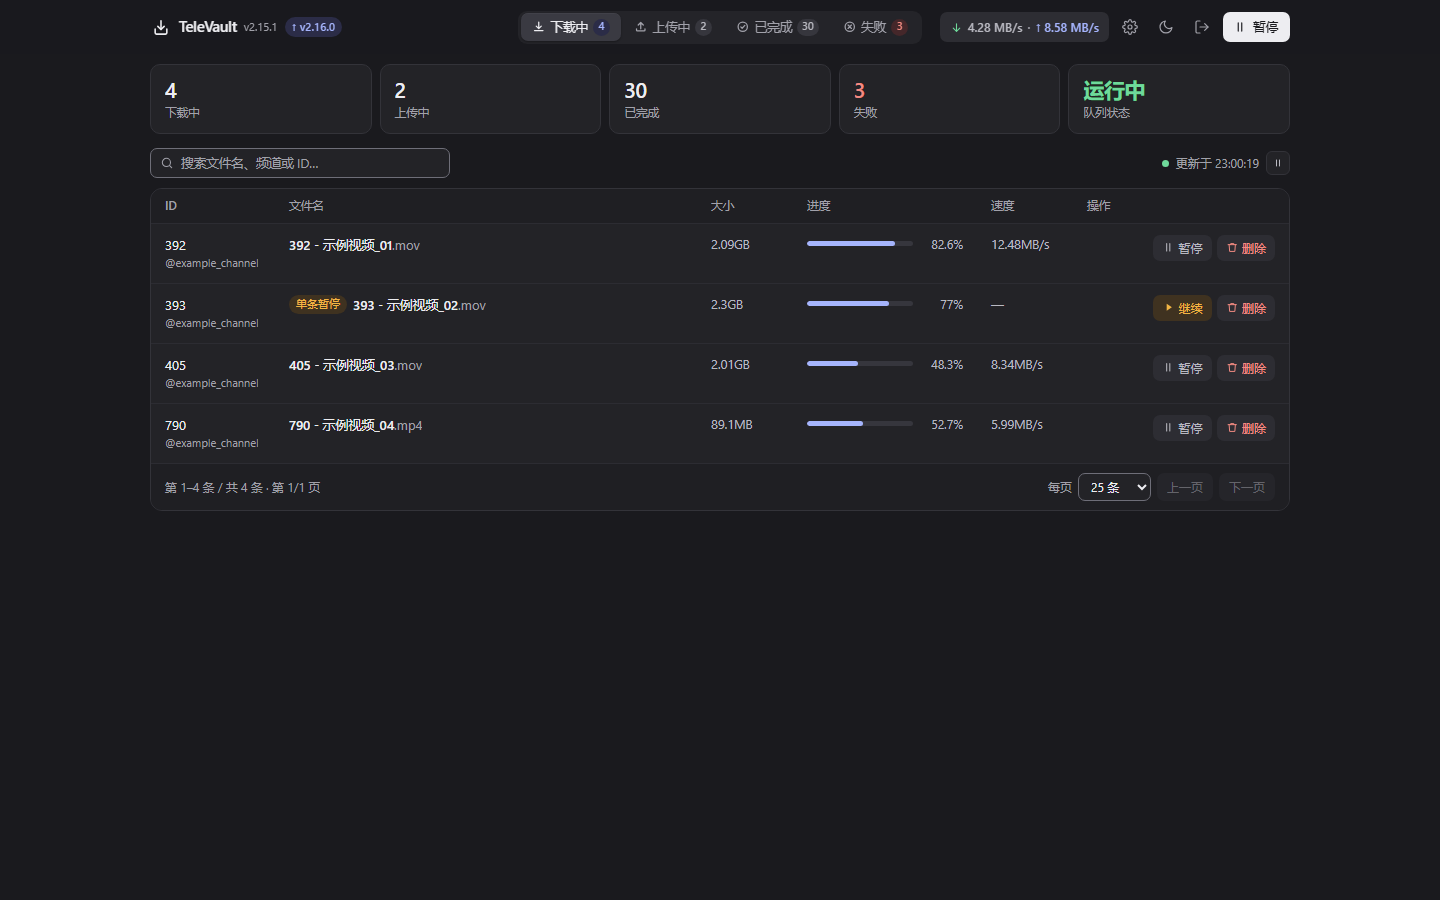 TeleVault v2.15.1 ↑ v2.16.0 下载中 4 上传中 2 已完成 30 失败 3 ↓ 4.28 MB/s · ↑ 8.58 MB/s 暂停
4 2 30 3 运行中
下载中 上传中 已完成 失败 队列状态
搜索文件名、频道或 ID... 更新于 23:00:19
ID 文件名 大小 进度 速度 操作
392 392 - 示例视频_01.mov 2.09GB 82.6% 12.48MB/s 暂停 删除
@example_channel
393 单条暂停 393 - 示例视频_02.mov 2.3GB 77% — 继续 删除
@example_channel
405 405 - 示例视频_03.mov 2.01GB 48.3% 8.34MB/s 暂停 删除
@example_channel
790 790 - 示例视频_04.mp4 89.1MB 52.7% 5.99MB/s 暂停 删除
@example_channel
第 1–4 条 / 共 4 条 · 第 1/1 页 每页 25 条 上一页 下一页